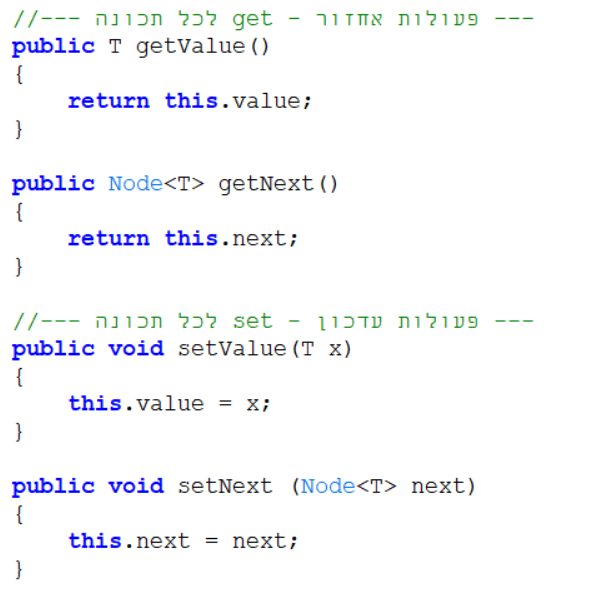 //--- פעולות אחזור - get לכל תכונה ---
public T getValue()
{
    return this.value;
}
public Node<T> getNext()
{
    return this.next;
}
//--- פעולות עדכון - set לכל תכונה ---
public void setValue(T x)
{
    this.value = x;
}
public void setNext (Node<T> next)
{
    this.next = next;
}